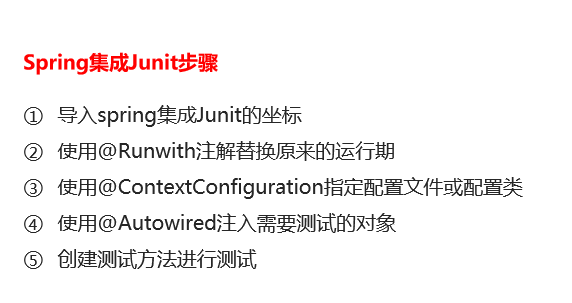 Spring集成Junit步骤
① 导入spring集成Junit的坐标
② 使用@Runwith注解替换原来的运行期
③ 使用@ContextConfiguration指定配置文件或配置类
④ 使用@Autowired注入需要测试的对象
⑤ 创建测试方法进行测试